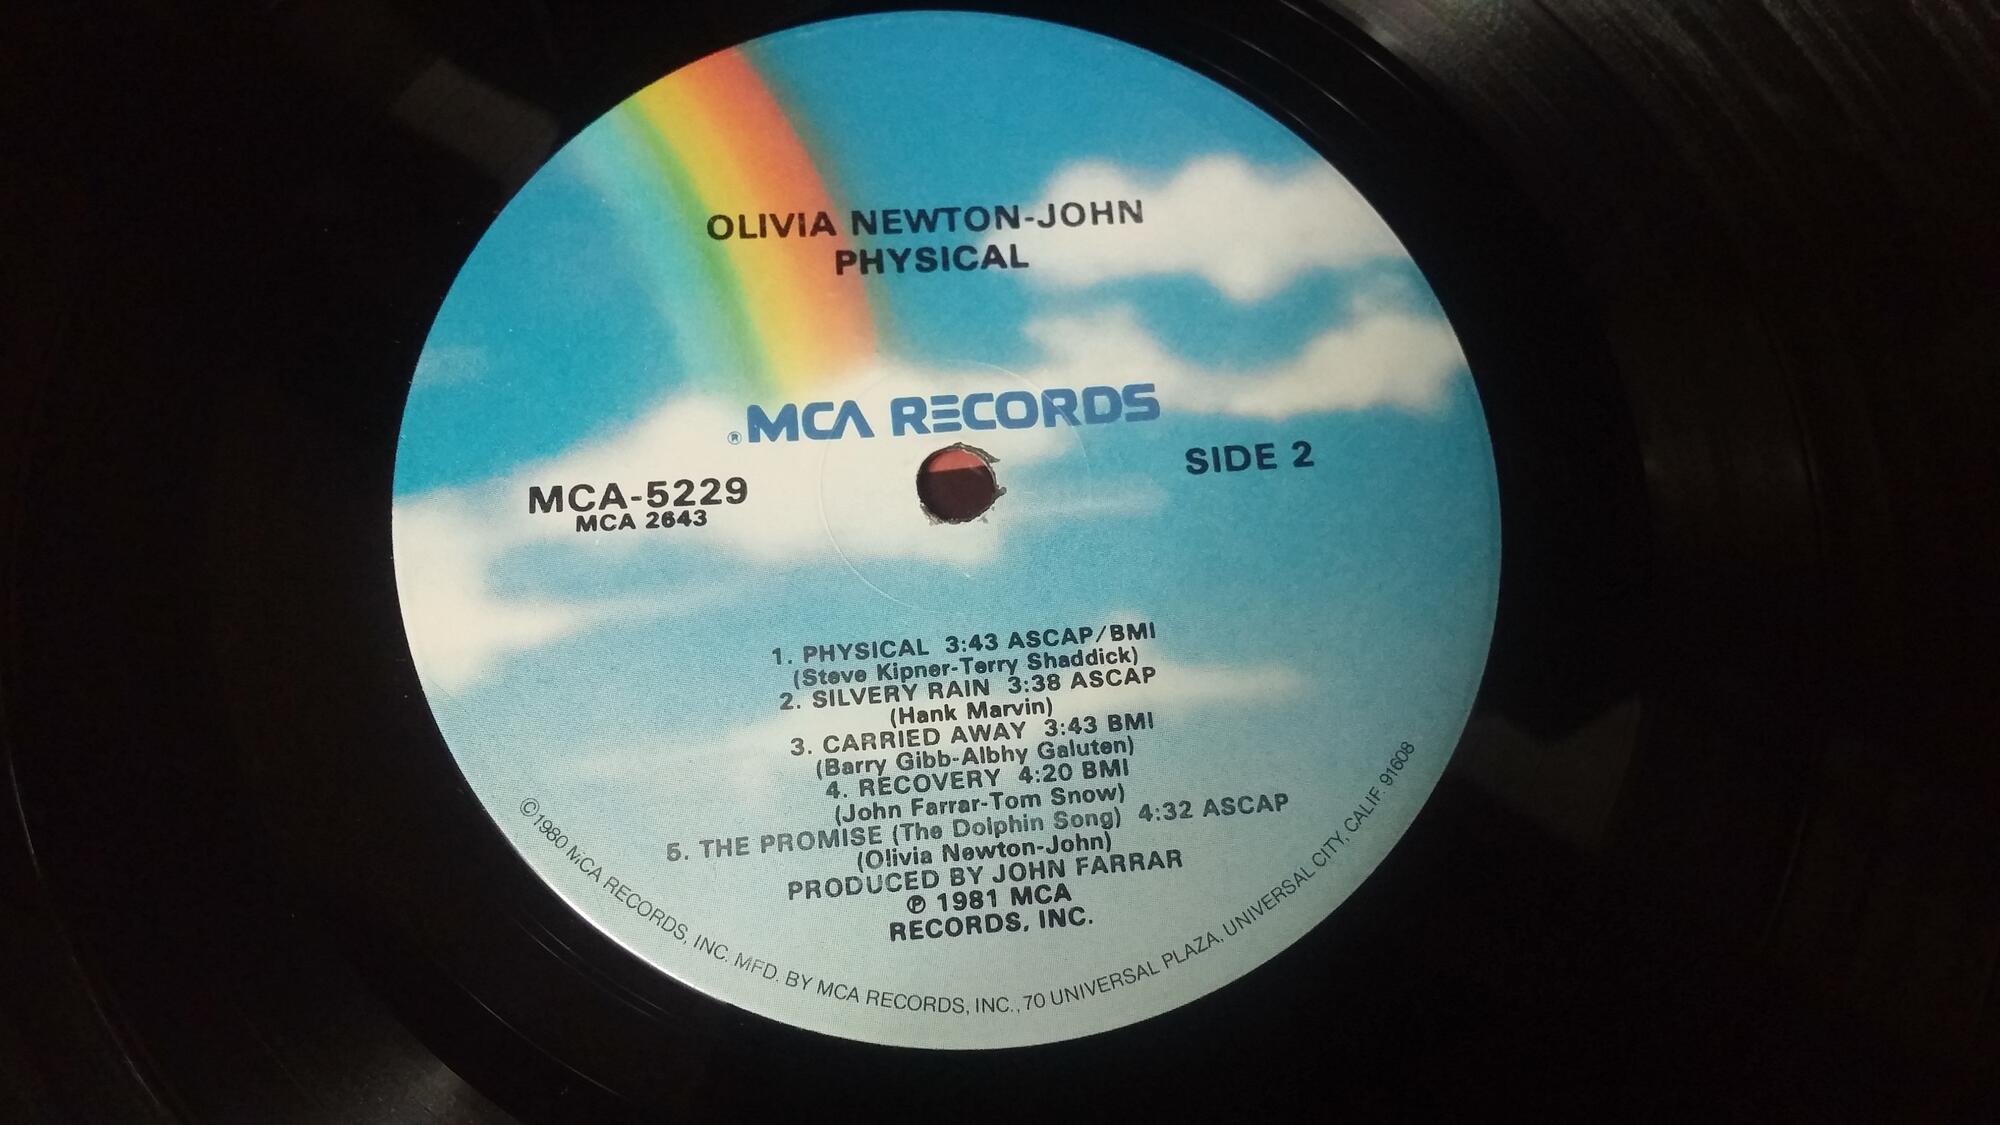 OLIVIA NEWTON-JOHN
PHYSICAL
® MCA RECORDS
SIDE 2
MCA-5229
MCA 2643
1. PHYSICAL 3:43 ASCAP/BMI
(Steve Kipner-Terry Shaddick)
2. SILVERY RAIN 3:38 ASCAP
(Hank Marvin)
3. CARRIED AWAY 3:43 BMI
(Barry Gibb-Albhy Galuten)
4. RECOVERY 4:20 BMI
(John Farrar-Tom Snow)
5. THE PROMISE (The Dolphin Song) 4:32 ASCAP
(Olivia Newton-John)
PRODUCED BY JOHN FARRAR
℗ 1981 MCA
RECORDS, INC.
©1980 MCA RECORDS, INC. MFD. BY MCA RECORDS, INC., 70 UNIVERSAL PLAZA, UNIVERSAL CITY, CALIF. 91608